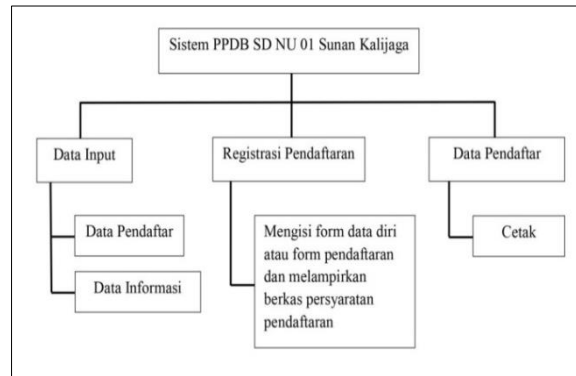 Sistem PPDB SD NU 01 Sunan Kalijaga
Data Input
Registrasi Pendaftaran
Data Pendaftar
Data Pendaftar
Data Informasi
Mengisi form data diri
atau form pendaftaran
dan melampirkan
berkas persyaratan
pendaftaran
Cetak